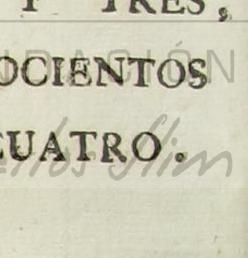 Y TRES,
OCIENTOS
CUATRO.